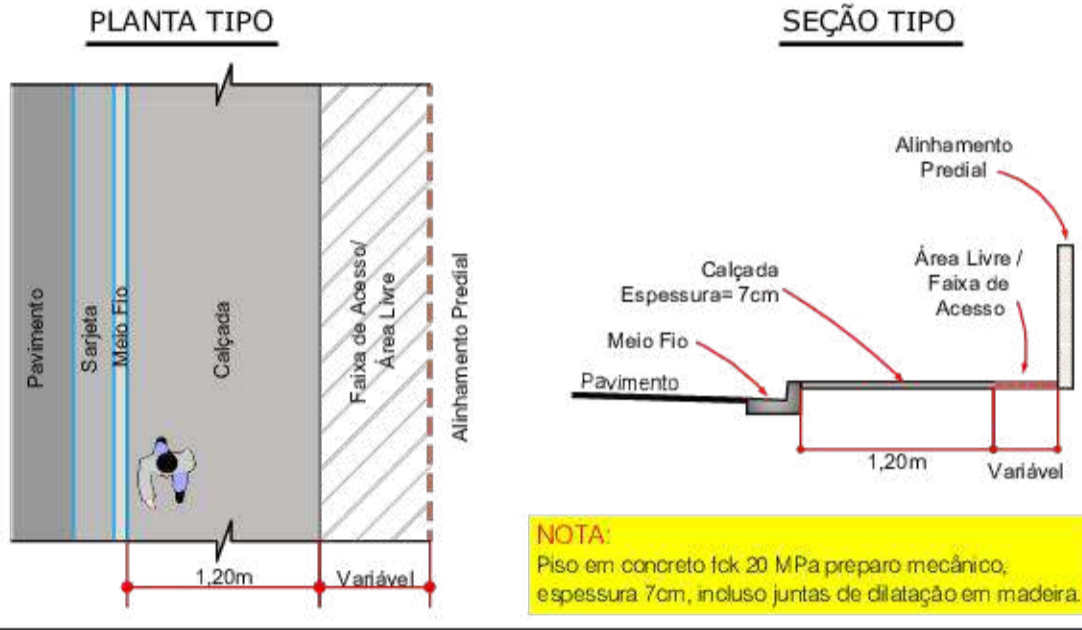 PLANTA TIPO
Pavimento
Sarjeta
Meio Fio
Calçada
Faixa de Acesso/
Área Livre
Alinhamento Predial
1,20m
Variável
SEÇÃO TIPO
Alinhamento
Predial
Área Livre /
Faixa de
Acesso
Calçada
Espessura= 7cm
Meio Fio
Pavimento
1,20m
Variável
NOTA:
Piso em concreto fck 20 MPa preparo mecânico,
espessura 7cm, incluso juntas de dilatação em madeira.